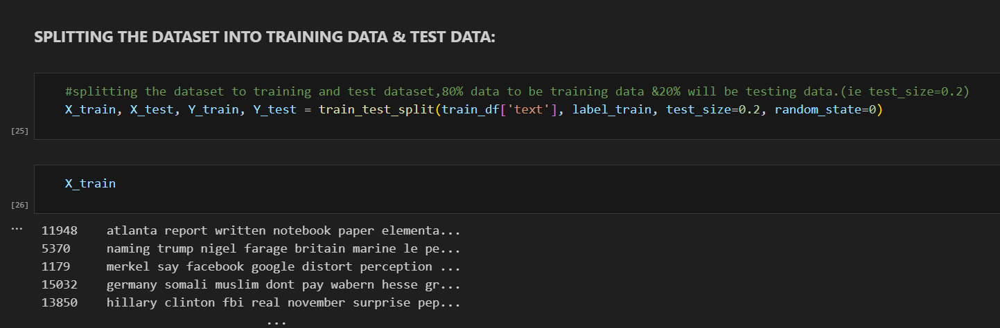 SPLITTING THE DATASET INTO TRAINING DATA & TEST DATA:
#splitting the dataset to training and test dataset,80% data to be training data &20% will be testing data.(ie test_size=0.2)
X_train, X_test, Y_train, Y_test = train_test_split(train_df['text'], label_train, test_size=0.2, random_state=0)
[25]
X_train
[26]
...
11948 atlanta report written notebook paper elementa...
5370 naming trump nigel farage britain marine le pe...
1179 merkel say facebook google distort perception ...
15032 germany somali muslim dont pay wabern hesse gr...
13850 hillary clinton fbi real november surprise pep...
...